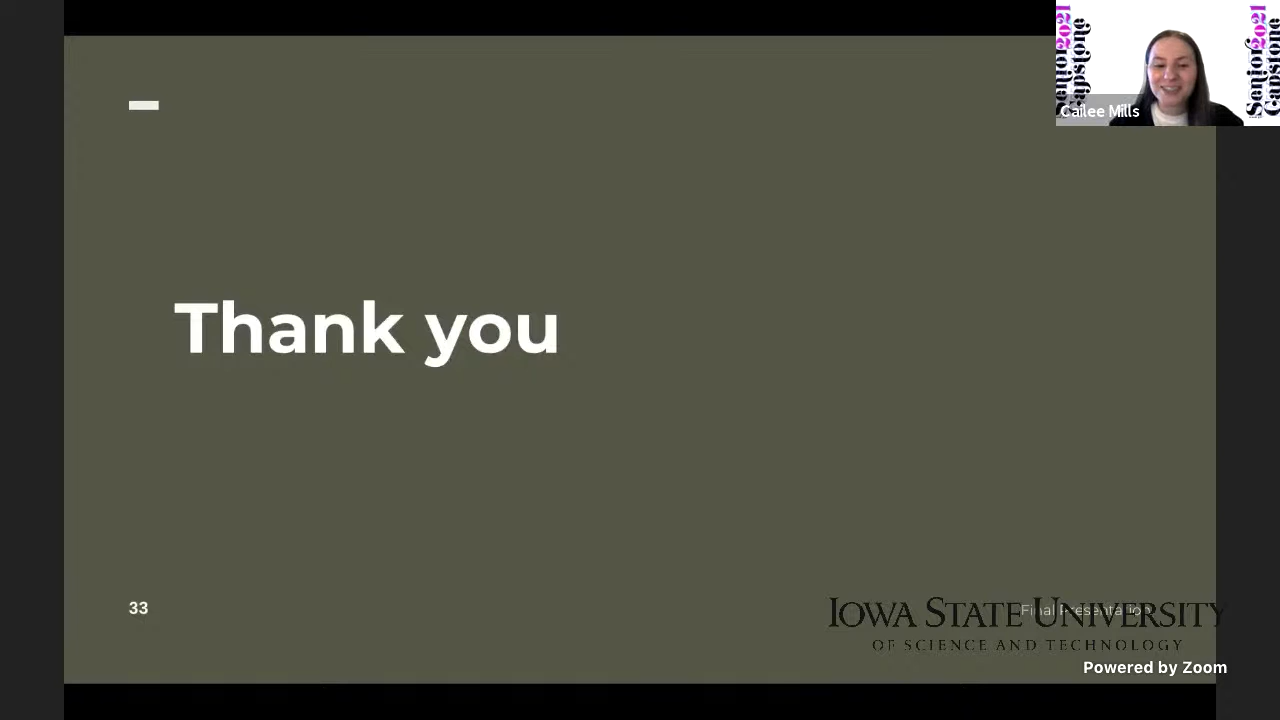 Senior 2021
Capstone
Senior 2021
Capstone
Cailee Mills
Thank you
33
Final Presentation
IOWA STATE UNIVERSITY
OF SCIENCE AND TECHNOLOGY
Powered by Zoom